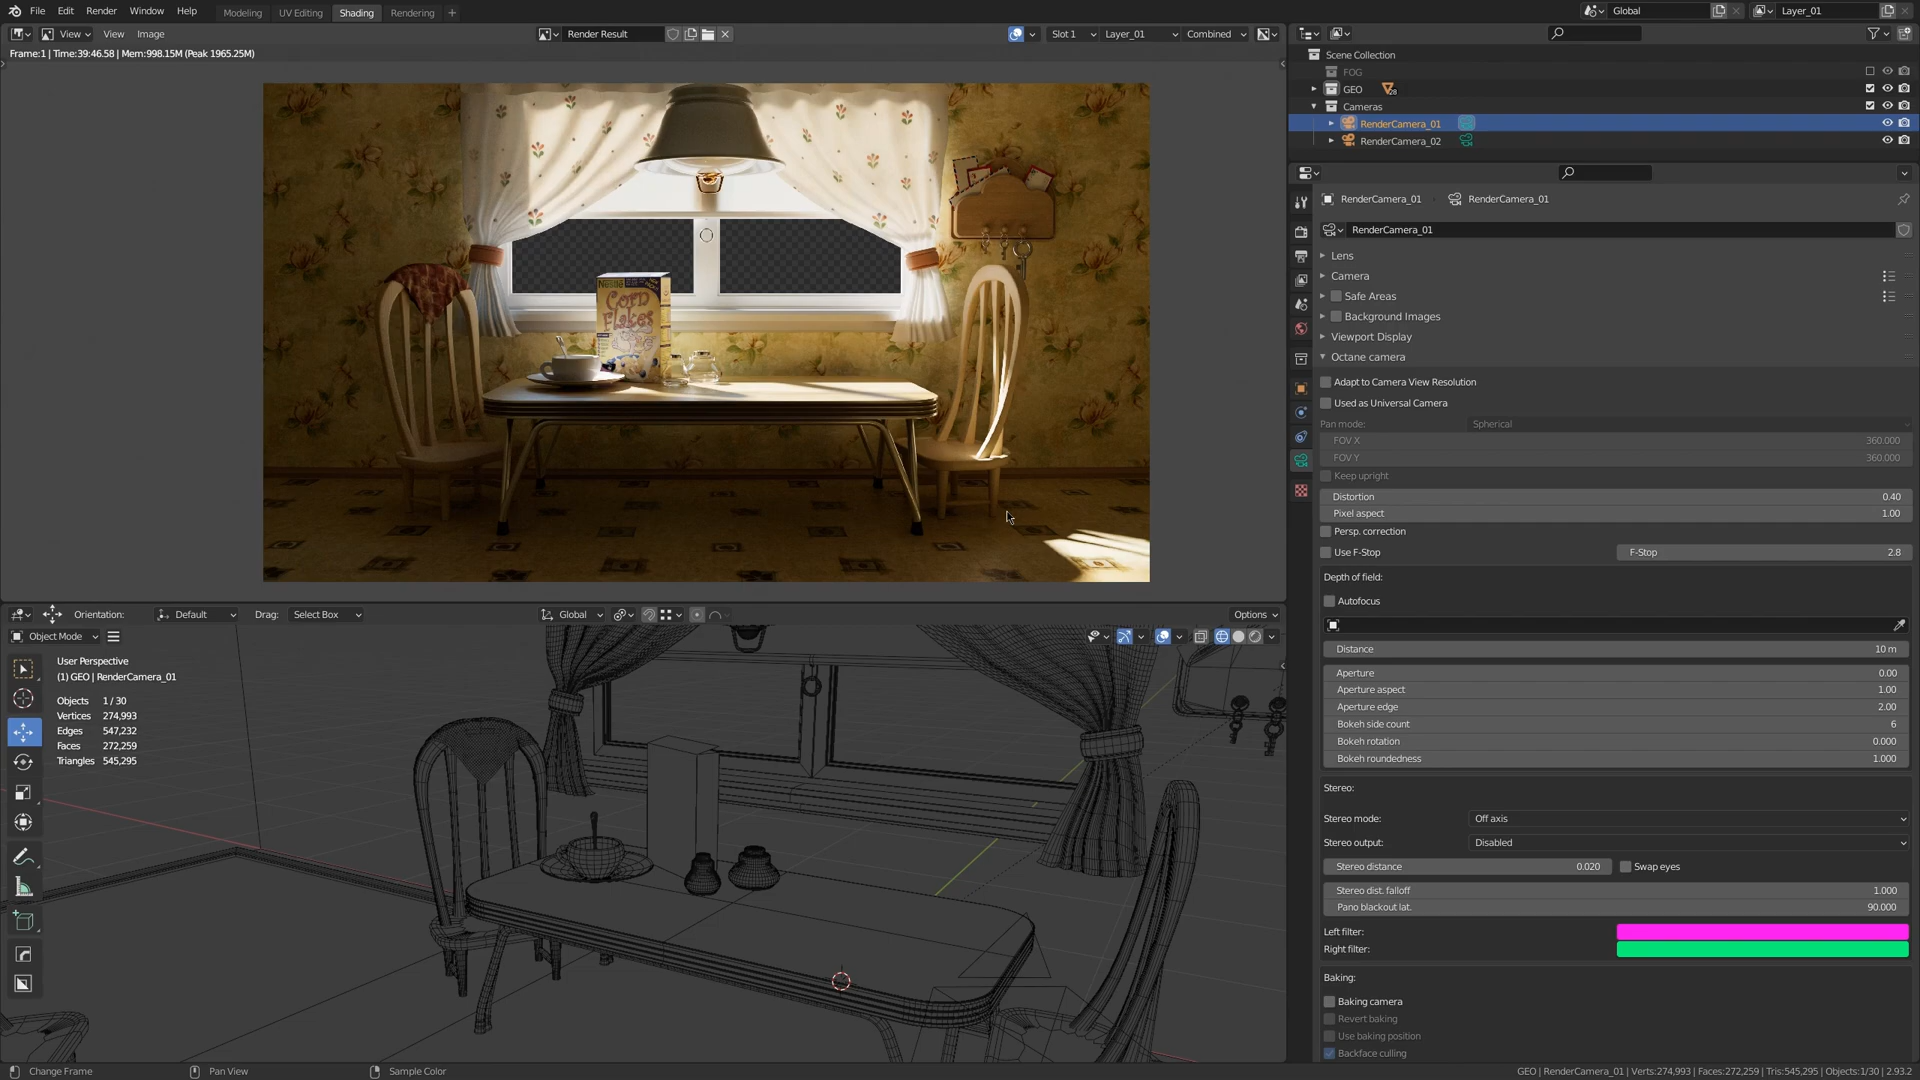 File Edit Render Window Help Modeling UV Editing Shading Rendering + Global Layer_01
View View Image Render Result Slot 1 Layer_01 Combined
Frame:1 | Time:39:46.58 | Mem:998.15M (Peak 1965.25M)
Nestlé
Corn
Flakes
Scene Collection
FOG
GEO 28
Cameras
RenderCamera_01
RenderCamera_02
RenderCamera_01 RenderCamera_01
RenderCamera_01
Lens
Camera
Safe Areas
Background Images
Viewport Display
Octane camera
Adapt to Camera View Resolution
Used as Universal Camera
Pan mode: Spherical
FOV X 360.000
FOV Y 360.000
Keep upright
Distortion 0.40
Pixel aspect 1.00
Persp. correction
Use F-Stop F-Stop 2.8
Depth of field:
Autofocus
Distance 10 m
Aperture 0.00
Aperture aspect 1.00
Aperture edge 2.00
Bokeh side count 6
Bokeh rotation 0.000
Bokeh roundedness 1.000
Stereo:
Stereo mode: Off axis
Stereo output: Disabled
Stereo distance 0.020 Swap eyes
Stereo dist. falloff 1.000
Pano blackout lat. 90.000
Left filter:
Right filter:
Baking:
Baking camera
Revert baking
Use baking position
Backface culling
Orientation: Default Drag: Select Box Global Options
Object Mode
User Perspective
(1) GEO | RenderCamera_01
Objects 1 / 30
Vertices 274,993
Edges 547,232
Faces 272,259
Triangles 545,295
Change Frame Pan View Sample Color GEO | RenderCamera_01 | Verts:274,993 | Faces:272,259 | Tris:545,295 | Objects:1/30 | 2.93.2